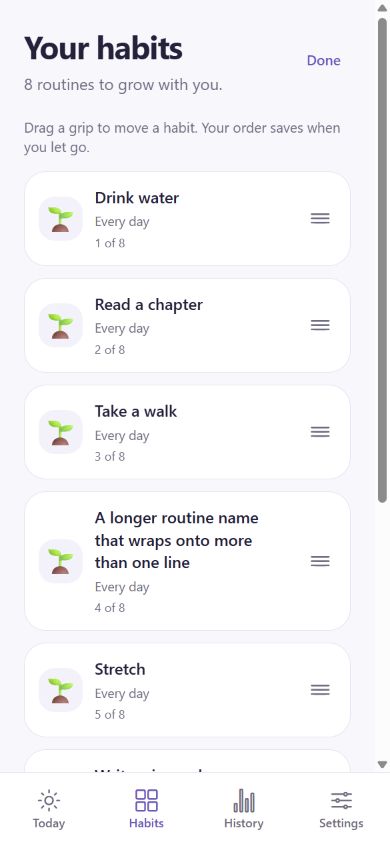 Your habits
Done
8 routines to grow with you.
Drag a grip to move a habit. Your order saves when
you let go.
Drink water
Every day
1 of 8
Read a chapter
Every day
2 of 8
Take a walk
Every day
3 of 8
A longer routine name
that wraps onto more
than one line
Every day
4 of 8
Stretch
Every day
5 of 8
Today
Habits
History
Settings